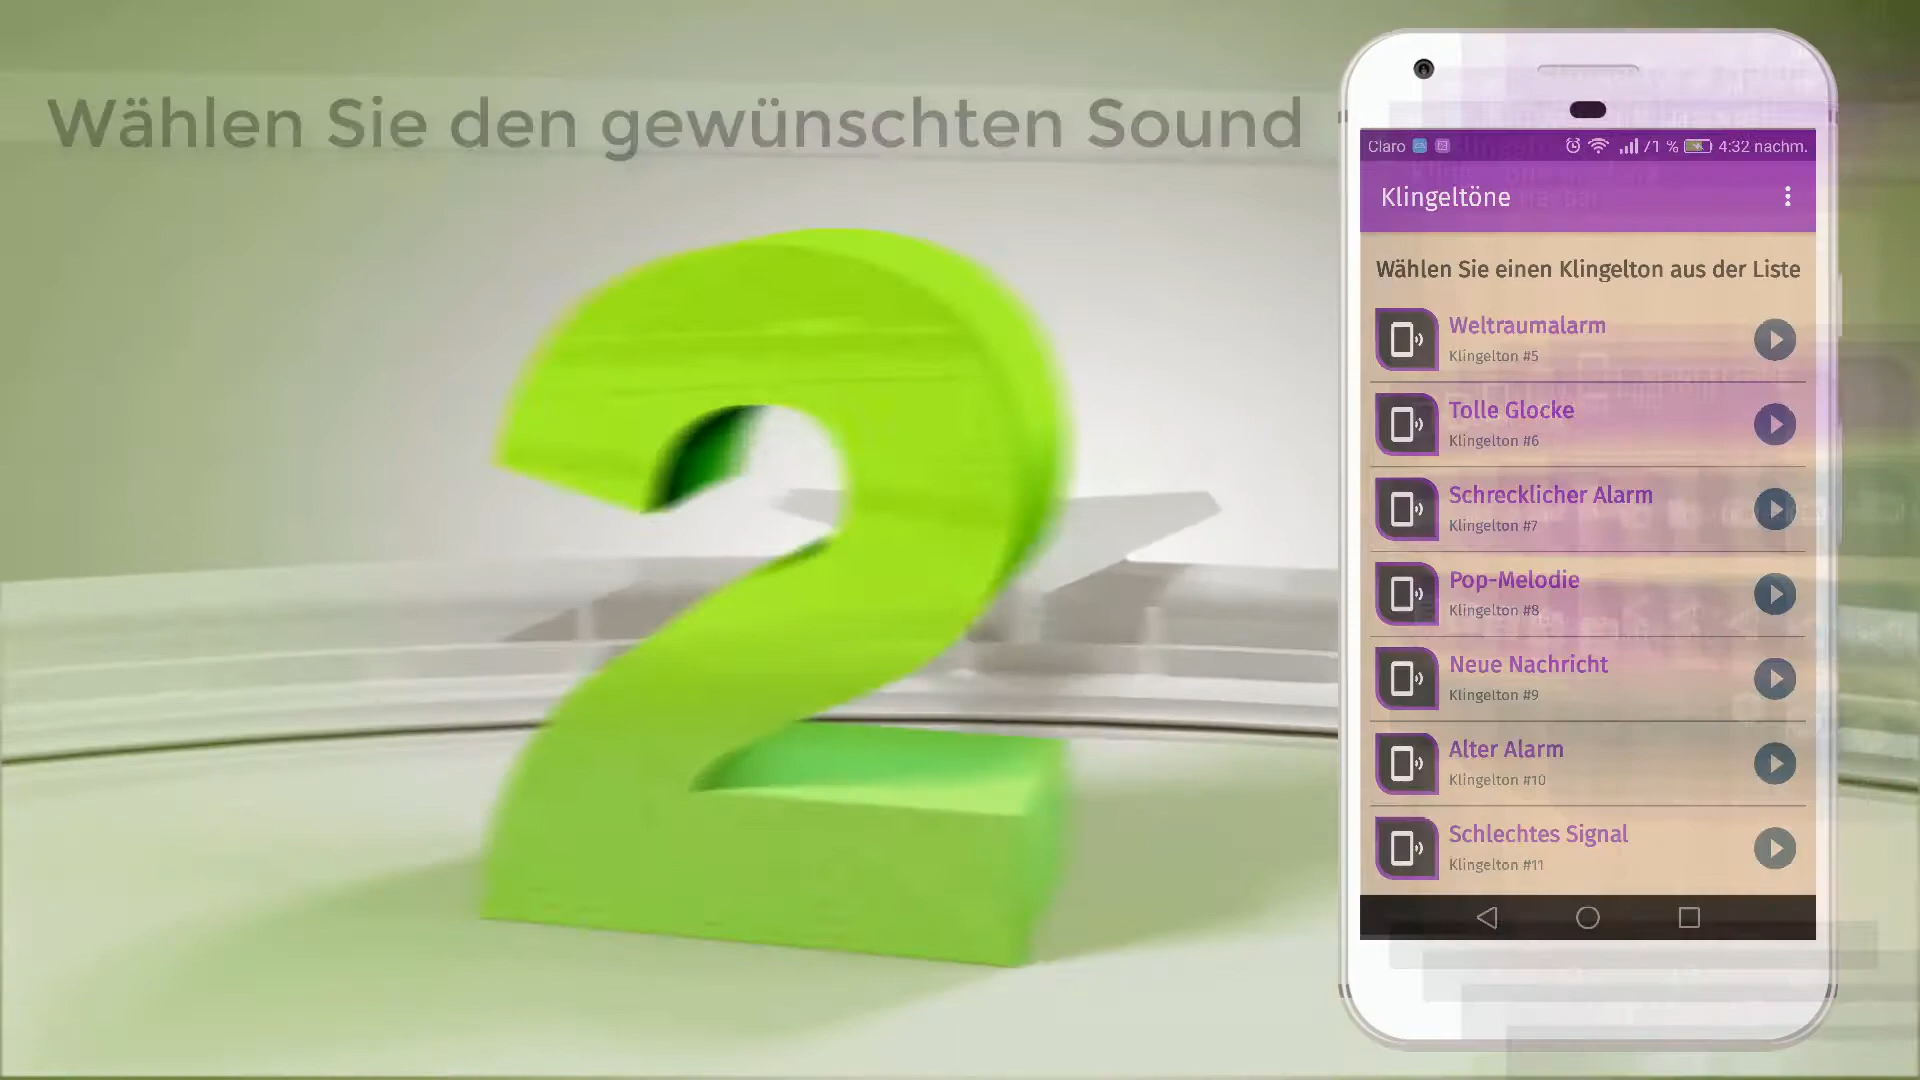 Wählen Sie den gewünschten Sound
2
Claro /1 % 4:32 nachm.
Klingeltöne
Wählen Sie einen Klingelton aus der Liste
Weltraumalarm
Klingelton #5
Tolle Glocke
Klingelton #6
Schrecklicher Alarm
Klingelton #7
Pop-Melodie
Klingelton #8
Neue Nachricht
Klingelton #9
Alter Alarm
Klingelton #10
Schlechtes Signal
Klingelton #11